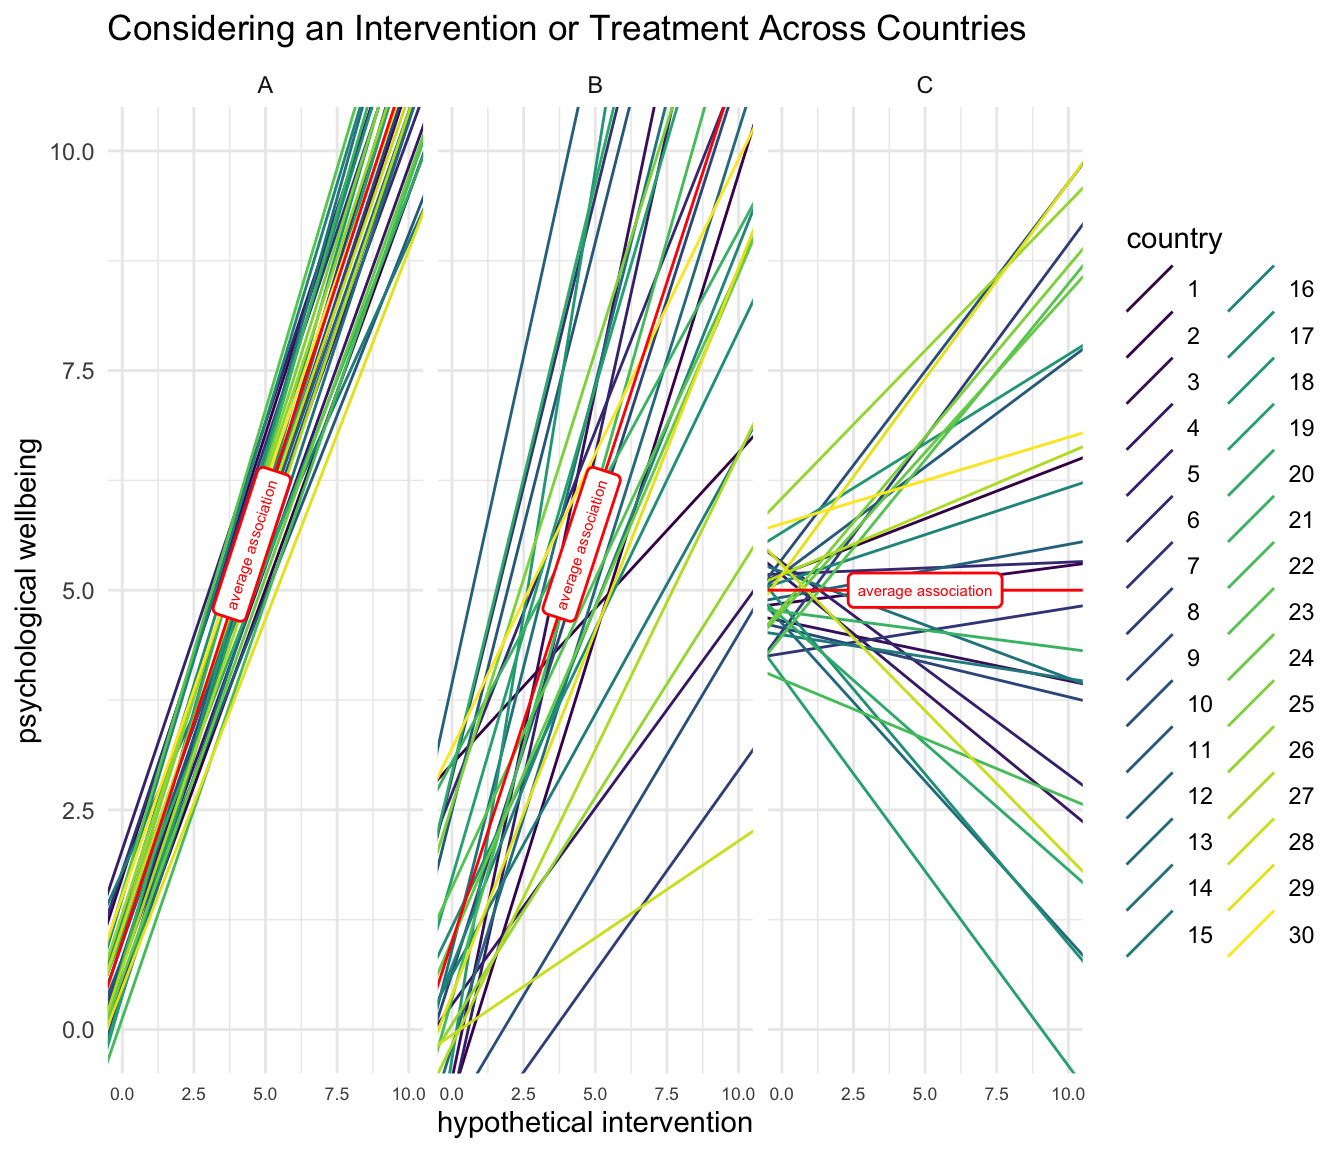 Considering an Intervention or Treatment Across Countries
A
B
C
psychological wellbeing
10.0
7.5
5.0
2.5
0.0
average association
average association
average association
0.0 2.5 5.0 7.5 10.0
0.0 2.5 5.0 7.5 10.0
0.0 2.5 5.0 7.5 10.0
hypothetical intervention
country
1
2
3
4
5
6
7
8
9
10
11
12
13
14
15
16
17
18
19
20
21
22
23
24
25
26
27
28
29
30